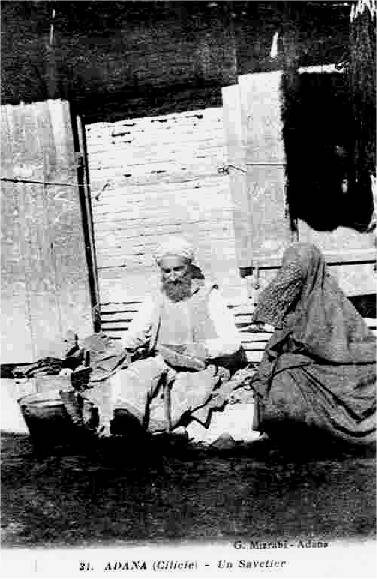 G. Mizrahi - Adana
21. ADANA (Cilicie) - Un Savetier